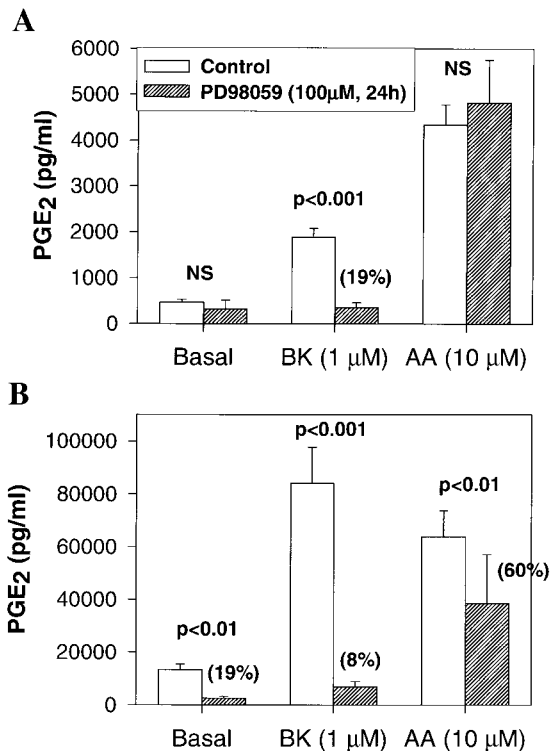 A
6000
5000
4000
3000
2000
1000
0
PGE2 (pg/ml)
Control
PD98059 (100μM, 24h)
NS
p<0.001
NS
(19%)
Basal
BK (1 μM)
AA (10 μM)
B
100000
80000
60000
40000
20000
0
PGE2 (pg/ml)
p<0.001
p<0.01
(60%)
p<0.01
(19%)
(8%)
Basal
BK (1 μM)
AA (10 μM)